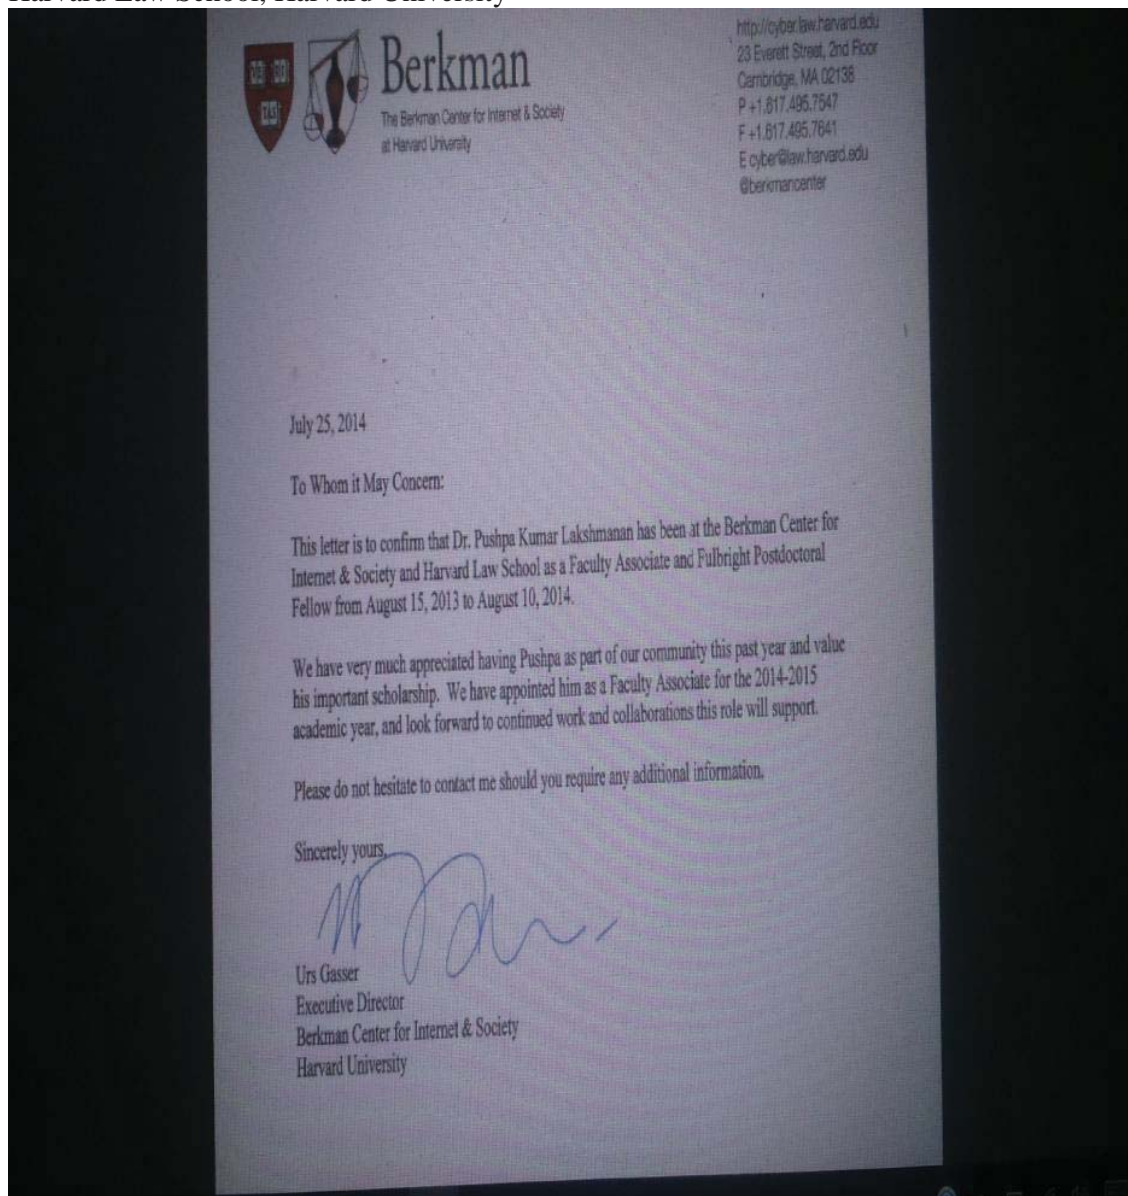 Harvard Law School, Harvard University
Berkman
The Berkman Center for Internet & Society
at Harvard University
http://cyber.law.harvard.edu
23 Everett Street, 2nd Floor
Cambridge, MA 02138
P +1.617.495.7547
F +1.617.495.7641
E cyber@law.harvard.edu
@berkmancenter
July 25, 2014
To Whom it May Concern:
This letter is to confirm that Dr. Pushpa Kumar Lakshmanan has been at the Berkman Center for
Internet & Society and Harvard Law School as a Faculty Associate and Fulbright Postdoctoral
Fellow from August 15, 2013 to August 10, 2014.
We have very much appreciated having Pushpa as part of our community this past year and value
his important scholarship. We have appointed him as a Faculty Associate for the 2014-2015
academic year, and look forward to continued work and collaborations this role will support.
Please do not hesitate to contact me should you require any additional information.
Sincerely yours,
Urs Gasser
Executive Director
Berkman Center for Internet & Society
Harvard University